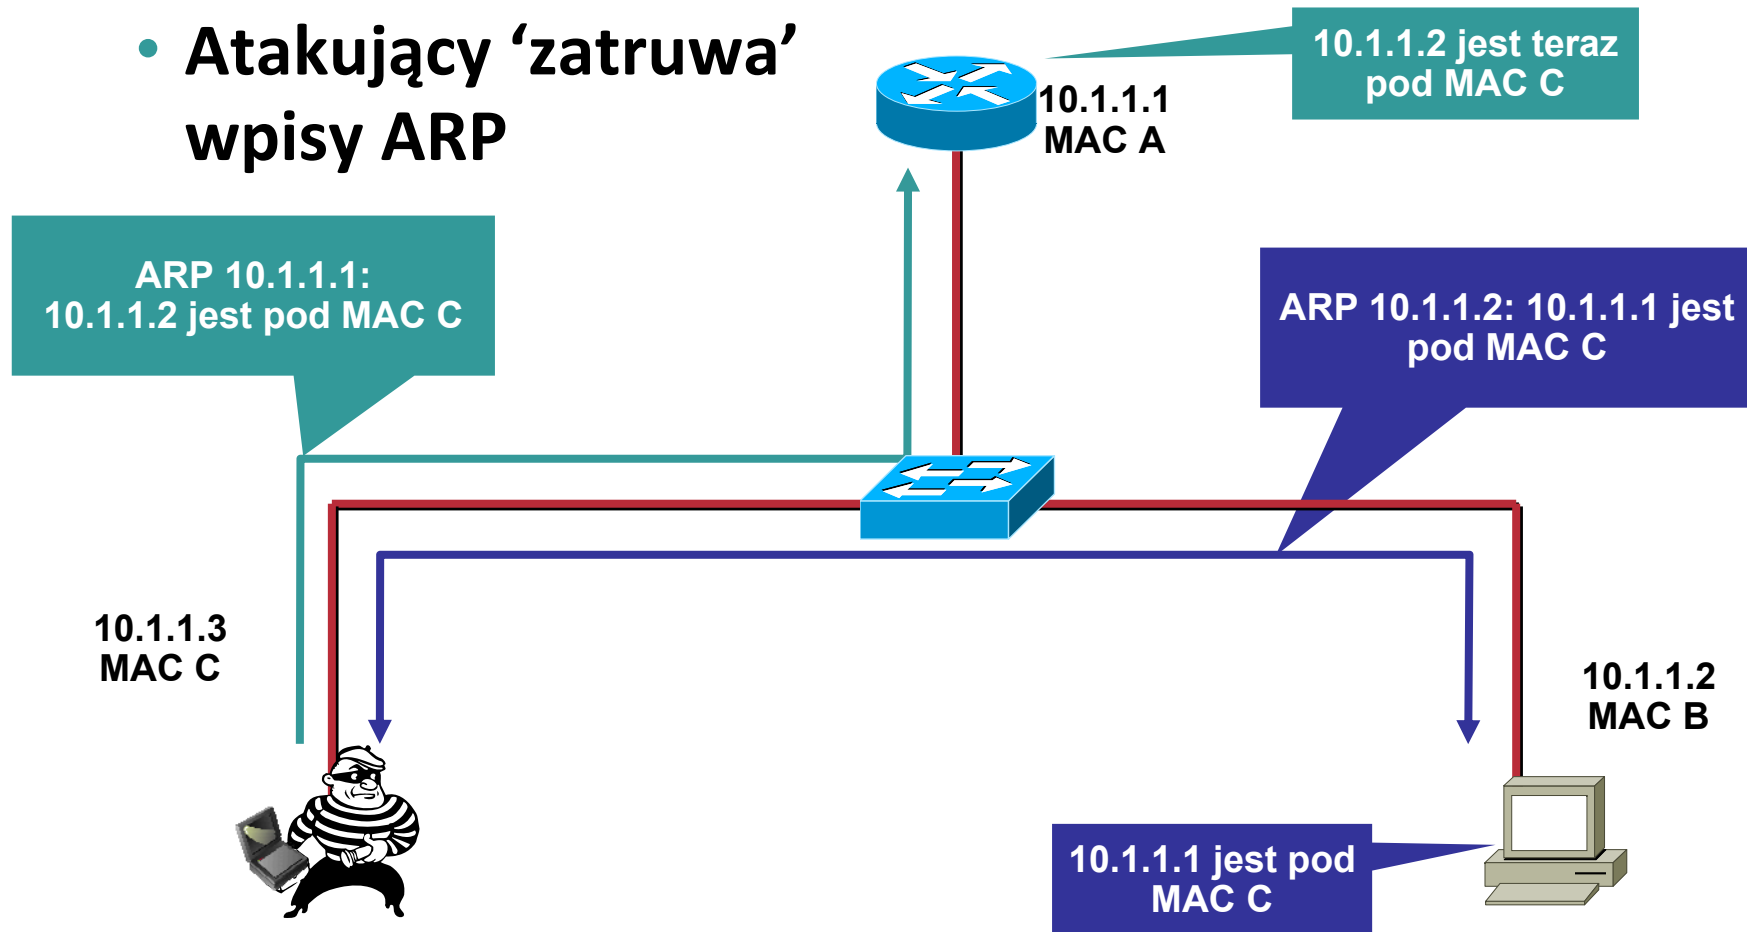 • Atakujący ‘zatruwa’
wpisy ARP
10.1.1.2 jest teraz
pod MAC C
10.1.1.1
MAC A
ARP 10.1.1.1:
10.1.1.2 jest pod MAC C
ARP 10.1.1.2: 10.1.1.1 jest
pod MAC C
10.1.1.3
MAC C
10.1.1.2
MAC B
10.1.1.1 jest pod
MAC C